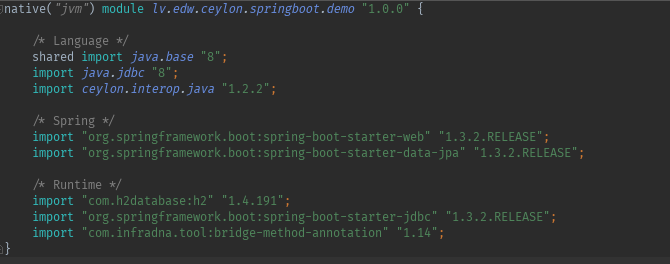 native("jvm") module lv.edw.ceylon.springboot.demo "1.0.0" {
/* Language */
shared import java.base "8";
import java.jdbc "8";
import ceylon.interop.java "1.2.2";
/* Spring */
import "org.springframework.boot:spring-boot-starter-web" "1.3.2.RELEASE";
import "org.springframework.boot:spring-boot-starter-data-jpa" "1.3.2.RELEASE";
/* Runtime */
import "com.h2database:h2" "1.4.191";
import "org.springframework.boot:spring-boot-starter-jdbc" "1.3.2.RELEASE";
import "com.infradna.tool:bridge-method-annotation" "1.14";
}